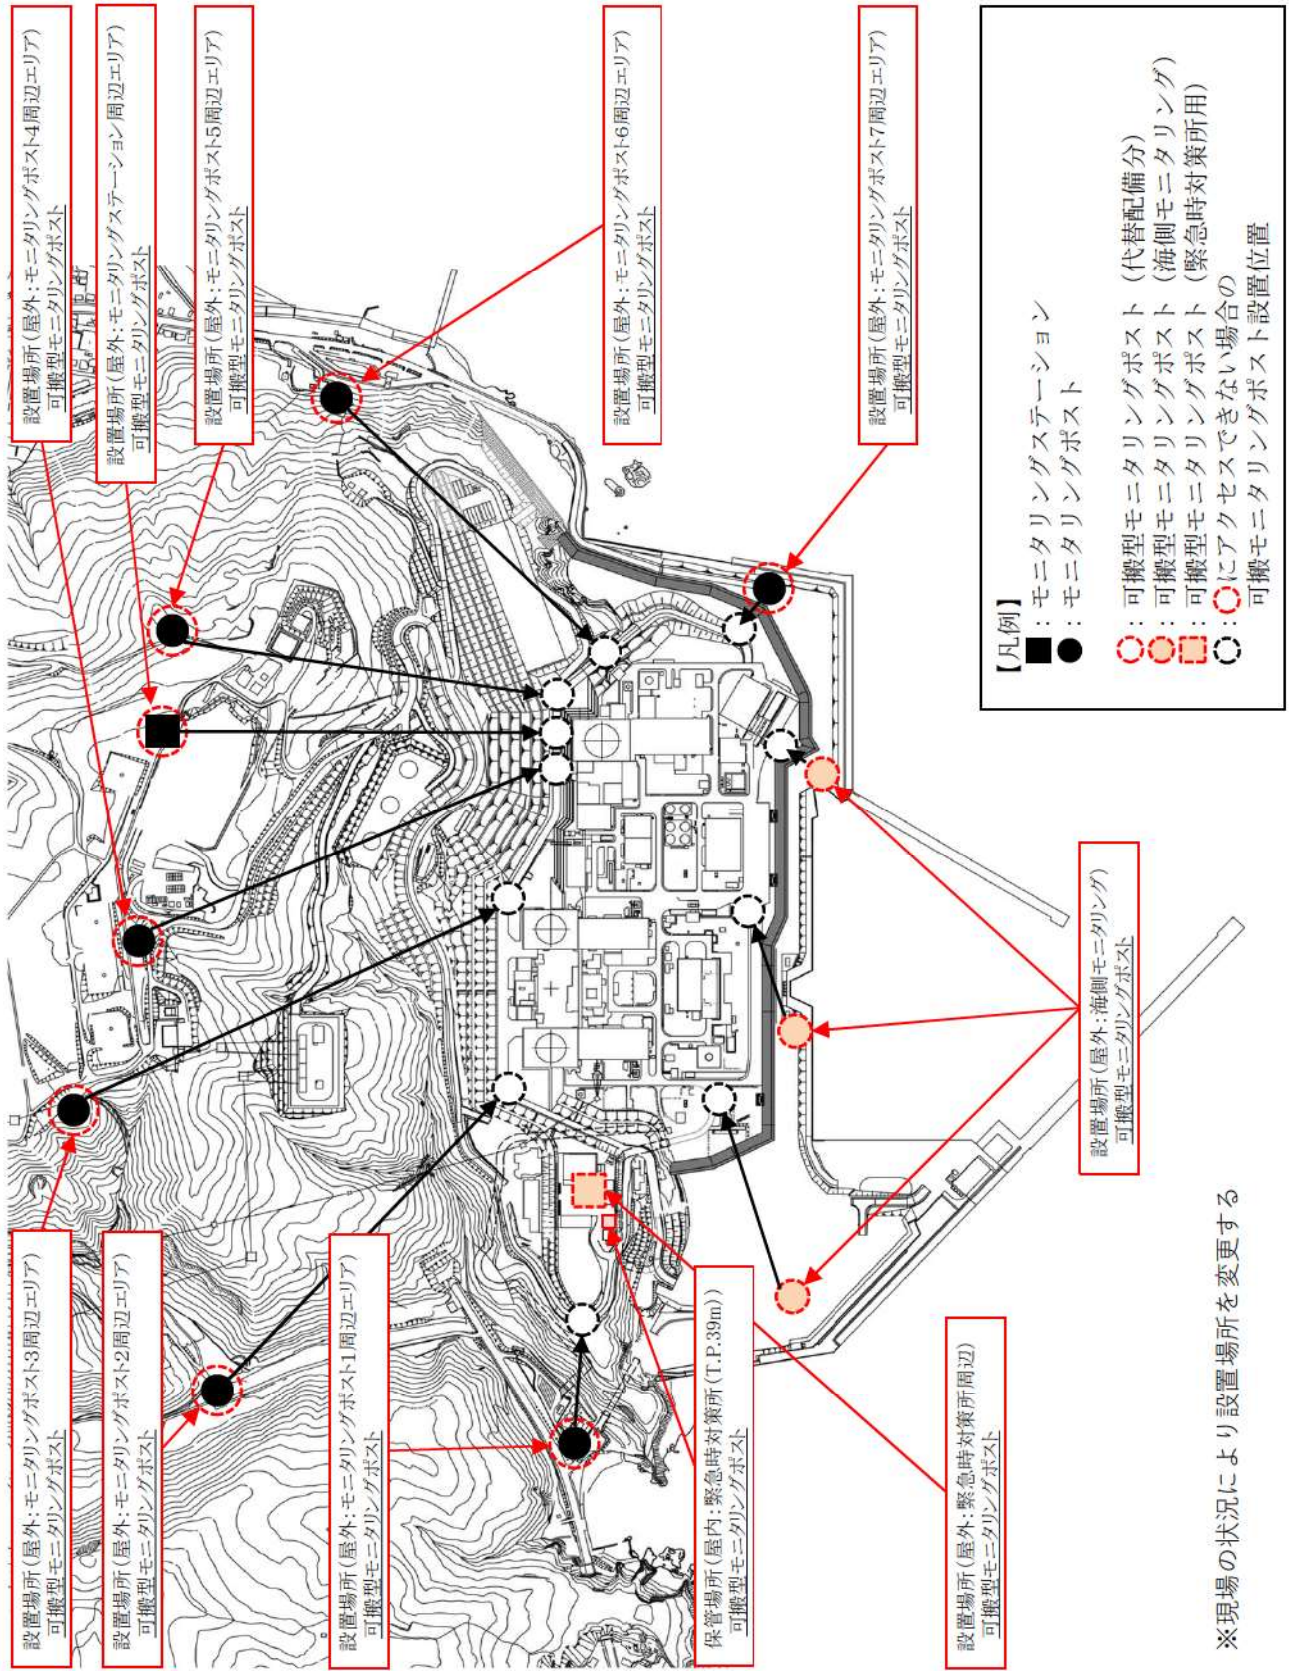 設置場所(屋外:モニタリングポスト3周辺エリア)
可搬型モニタリングポスト
設置場所(屋外:モニタリングポスト2周辺エリア)
可搬型モニタリングポスト
設置場所(屋外:モニタリングポスト1周辺エリア)
可搬型モニタリングポスト
保管場所(屋内:緊急時対策所(T.P.39m))
可搬型モニタリングポスト
設置場所(屋外:緊急時対策所周辺)
可搬型モニタリングポスト
設置場所(屋外:モニタリングポスト4周辺エリア)
可搬型モニタリングポスト
設置場所(屋外:モニタリングステーション周辺エリア)
可搬型モニタリングポスト
設置場所(屋外:モニタリングポスト5周辺エリア)
可搬型モニタリングポスト
設置場所(屋外:モニタリングポスト6周辺エリア)
可搬型モニタリングポスト
設置場所(屋外:モニタリングポスト7周辺エリア)
可搬型モニタリングポスト
設置場所(屋外:海側モニタリング)
可搬型モニタリングポスト
【凡例】
:モニタリングステーション
:モニタリングポスト
:可搬型モニタリングポスト(代替配備分)
:可搬型モニタリングポスト(海側モニタリング)
:可搬型モニタリングポスト(緊急時対策所用)
:にアクセスできない場合の
可搬モニタリングポスト設置位置
※現場の状況により設置場所を変更する